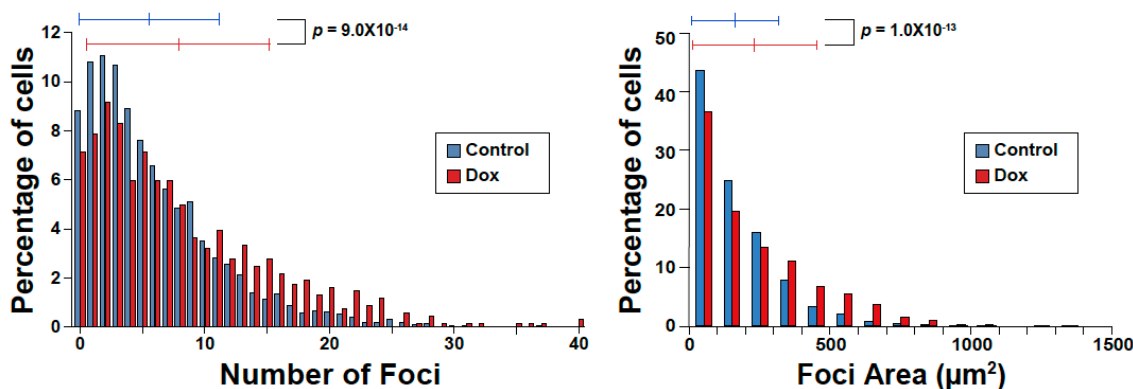 p = 9.0X10-14
Percentage of cells
12
10
8
6
4
2
0
Control
Dox
0
10
20
30
40
Number of Foci
p = 1.0X10-13
Percentage of cells
50
40
30
20
10
0
Control
Dox
0
500
1000
1500
Foci Area (µm2)